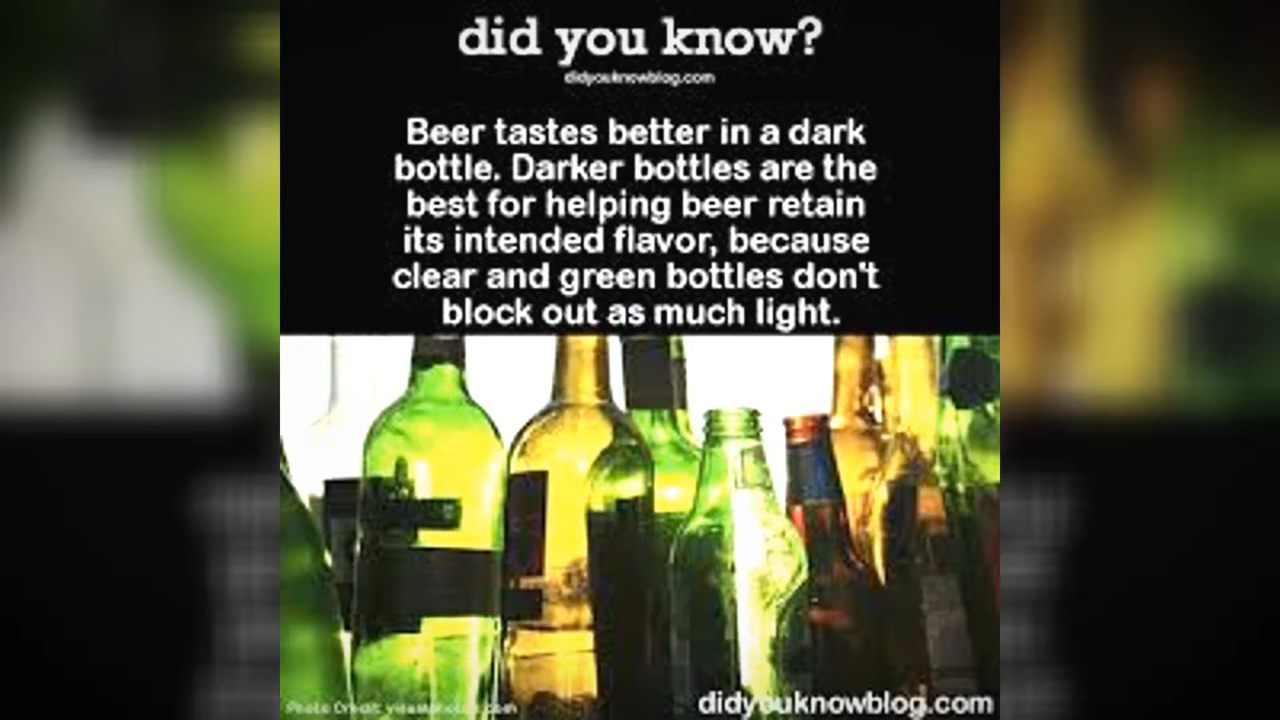 did you know?
didyouknowblog.com
Beer tastes better in a dark
bottle. Darker bottles are the
best for helping beer retain
its intended flavor, because
clear and green bottles don't
block out as much light.
Photo Credit:
didyouknowblog.com